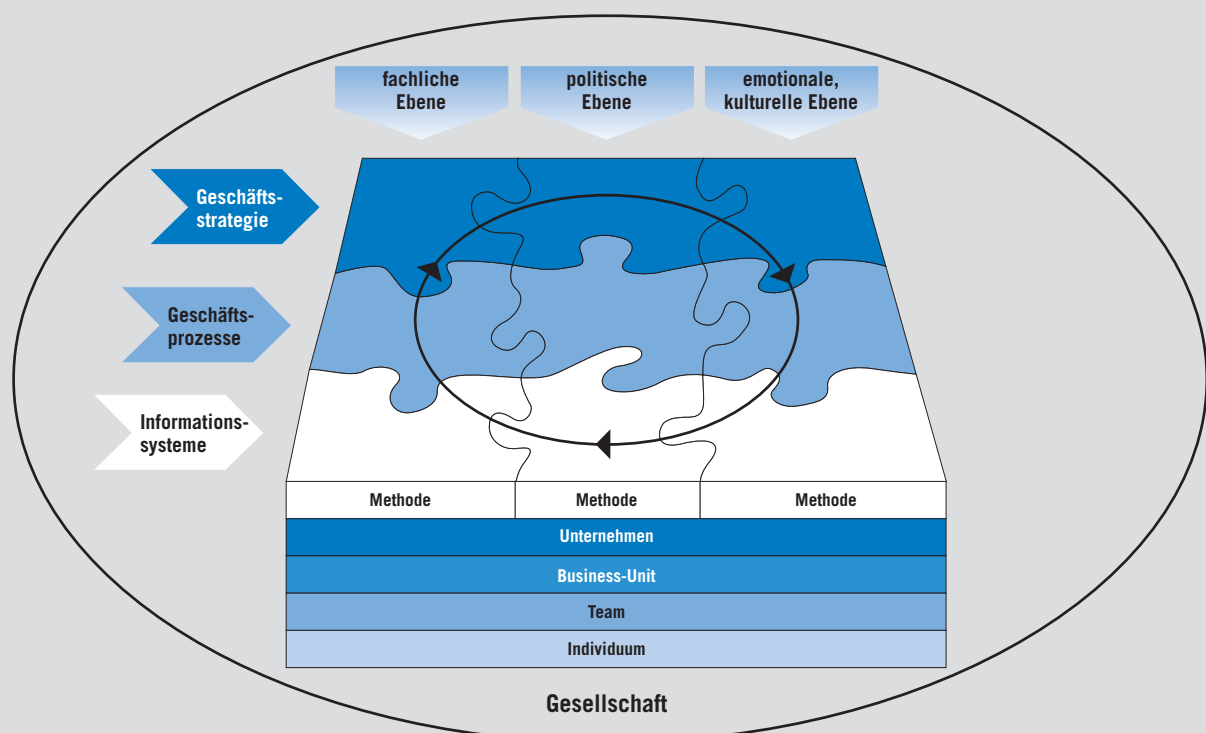 fachliche
Ebene
politische
Ebene
emotionale,
kulturelle Ebene
Geschäfts-
strategie
Geschäfts-
prozesse
Informations-
systeme
Methode
Methode
Methode
Unternehmen
Business-Unit
Team
Individuum
Gesellschaft